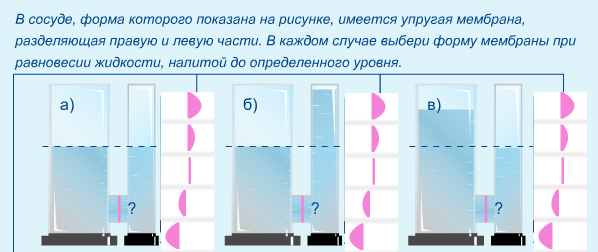 В сосуде, форма которого показана на рисунке, имеется упругая мембрана,
разделяющая правую и левую части. В каждом случае выбери форму мембраны при
равновесии жидкости, налитой до определенного уровня.
а) б) в)
? ? ?